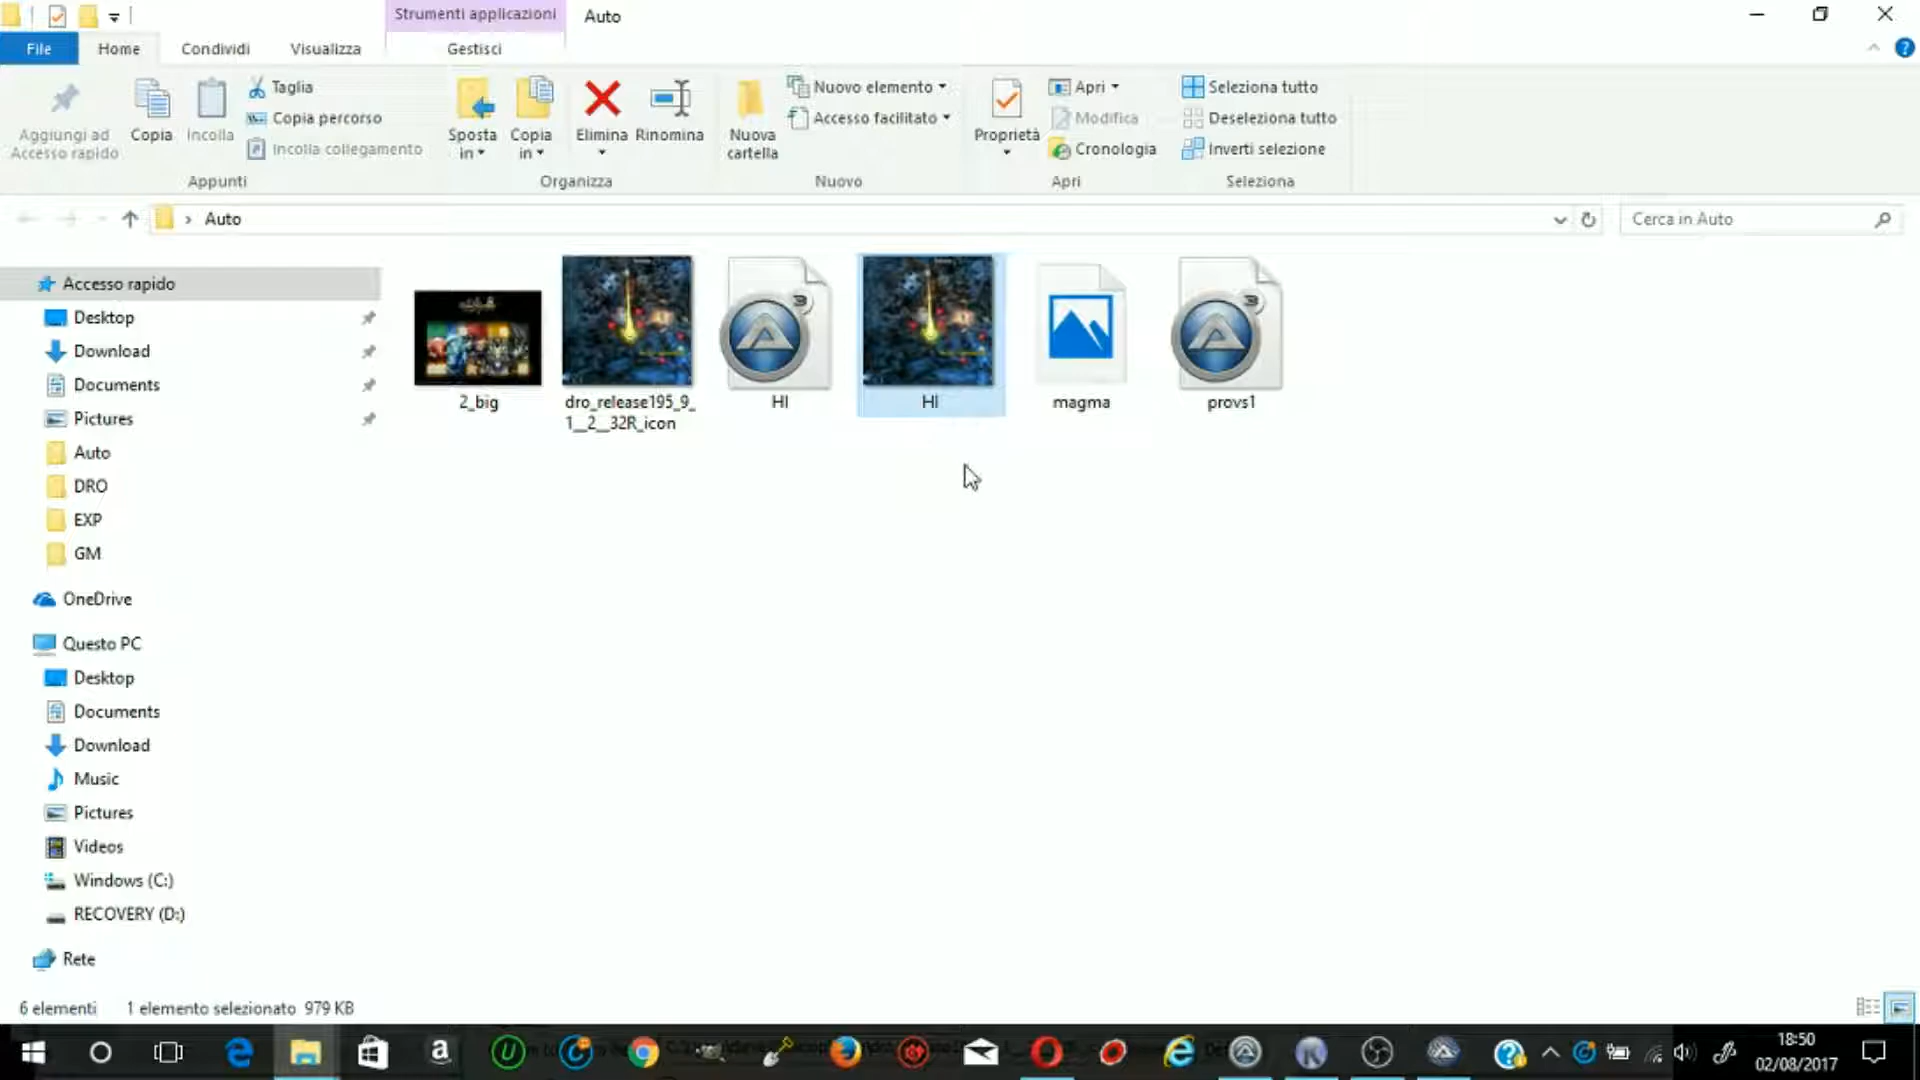 Strumenti applicazioni
Auto
File
Home
Condividi
Visualizza
Gestisci
Aggiungi ad
Accesso rapido
Copia
Incolla
Taglia
Copia percorso
Incolla collegamento
Appunti
Sposta
in
Copia
in
Elimina
Rinomina
Organizza
Nuova
cartella
Nuovo elemento
Accesso facilitato
Nuovo
Proprietà
Apri
Modifica
Cronologia
Apri
Seleziona tutto
Deseleziona tutto
Inverti selezione
Seleziona
Auto
Cerca in Auto
Accesso rapido
Desktop
Download
Documents
Pictures
Auto
DRO
EXP
GM
OneDrive
Questo PC
Desktop
Documents
Download
Music
Pictures
Videos
Windows (C:)
RECOVERY (D:)
Rete
2_big
dro_release195_9_
1__2__32R_icon
HI
HI
magma
provs1
6 elementi
1 elemento selezionato 979 KB
18:50
02/08/2017